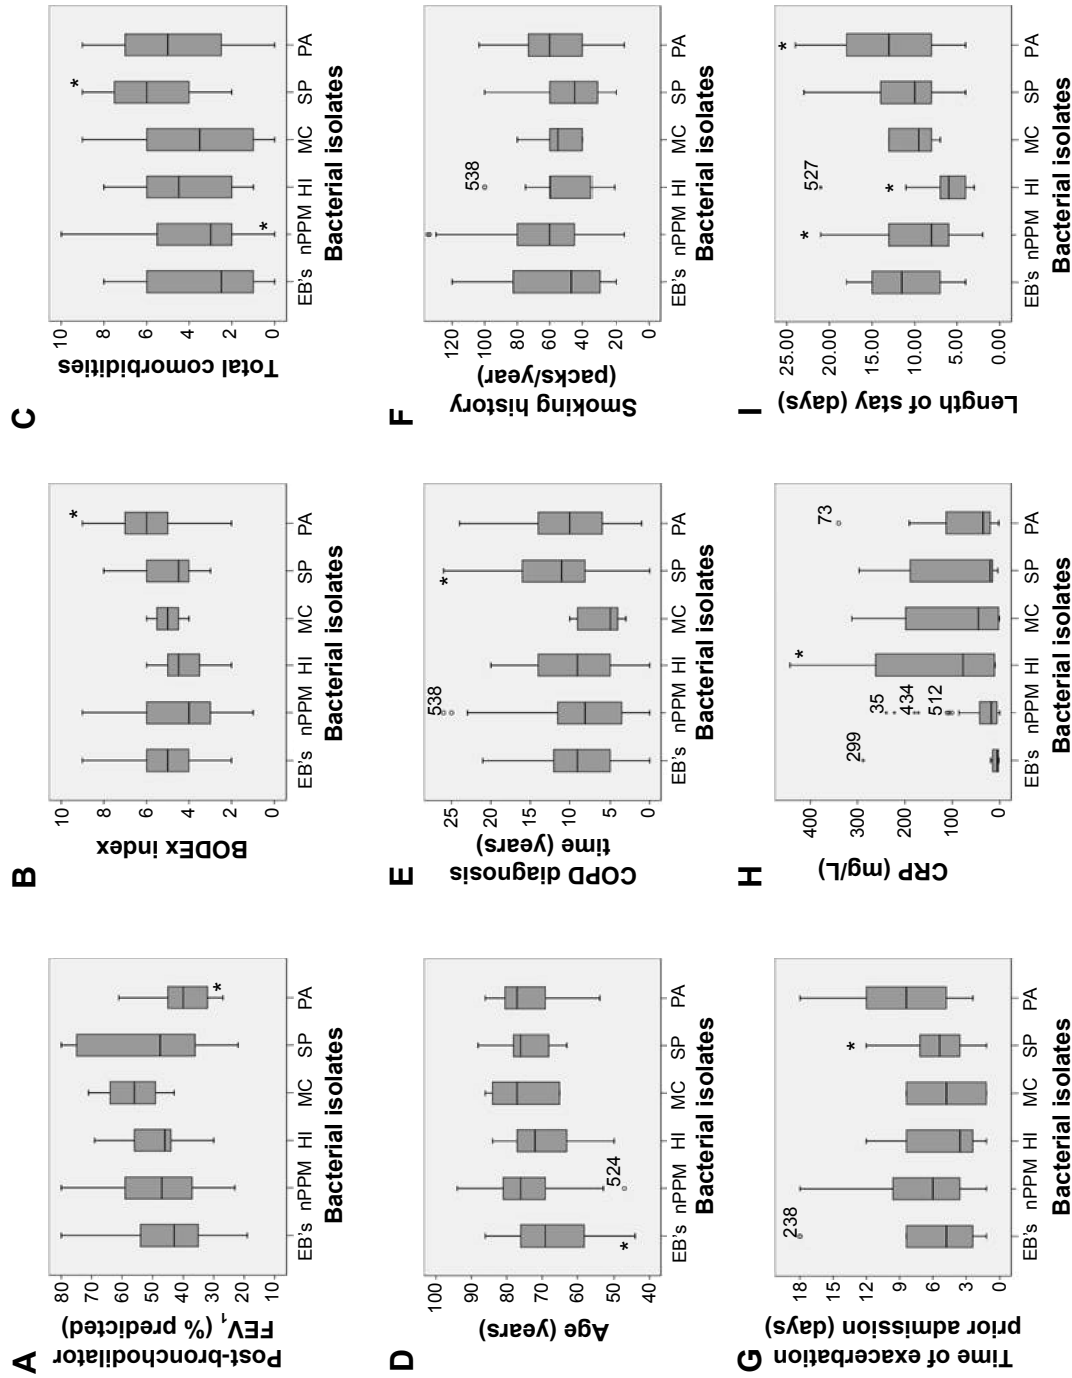 A
Post-bronchodilator
FEV1 (% predicted)
80
70
60
50
40
30
20
10
*
EB's nPPM HI MC SP PA
Bacterial isolates
B
BODEx index
10
8
6
4
2
0
*
EB's nPPM HI MC SP PA
Bacterial isolates
C
Total comorbidities
10
8
6
4
2
0
*
*
EB's nPPM HI MC SP PA
Bacterial isolates
D
Age (years)
100
90
80
70
60
50
40
*
524
EB's nPPM HI MC SP PA
Bacterial isolates
E
COPD diagnosis
time (years)
25
20
15
10
5
0
538
*
EB's nPPM HI MC SP PA
Bacterial isolates
F
Smoking history
(packs/year)
120
100
80
60
40
20
0
538
EB's nPPM HI MC SP PA
Bacterial isolates
G
Time of exacerbation
prior admission (days)
18
15
12
9
6
3
0
238
*
EB's nPPM HI MC SP PA
Bacterial isolates
H
CRP (mg/L)
400
300
200
100
0
299
35
434
512
*
73
EB's nPPM HI MC SP PA
Bacterial isolates
I
Length of stay (days)
25.00
20.00
15.00
10.00
5.00
0.00
*
527
*
*
EB's nPPM HI MC SP PA
Bacterial isolates